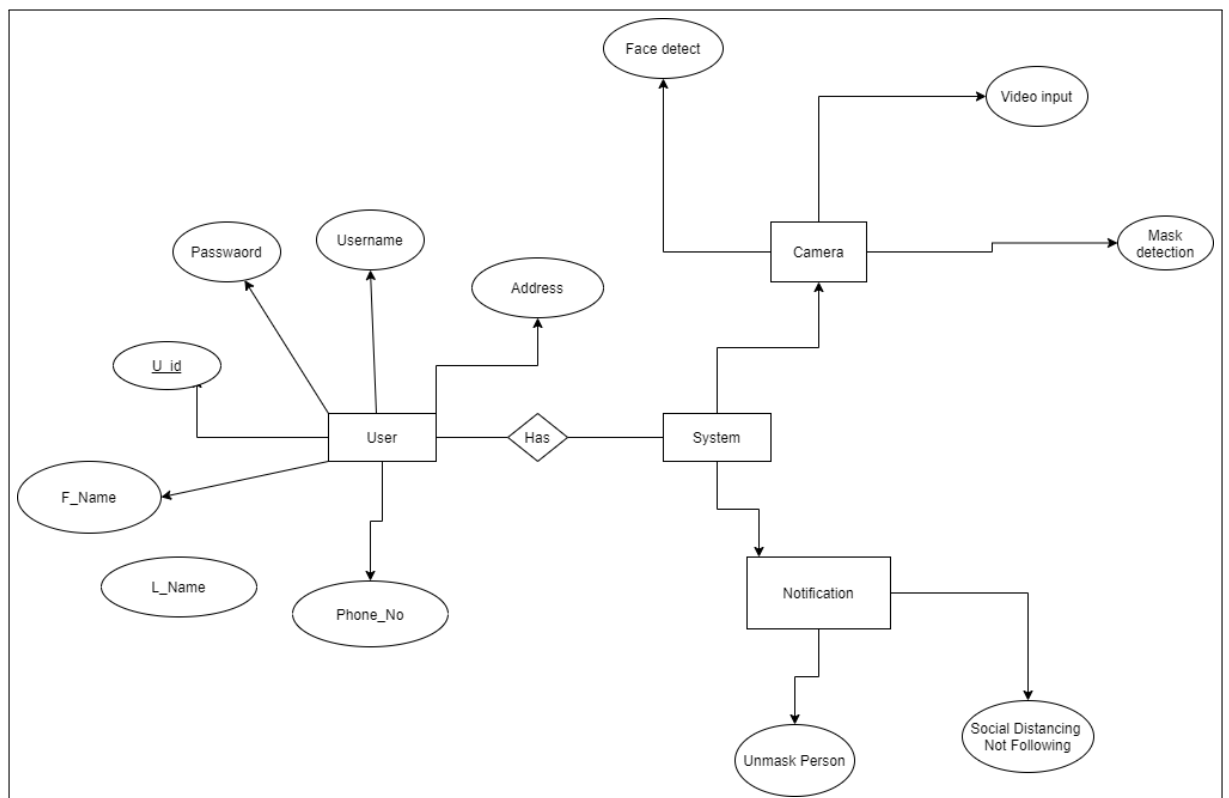 Face detect
Video input
Username
Passwaord
Camera
Mask
detection
Address
U_id
User
Has
System
F_Name
L_Name
Phone_No
Notification
Social Distancing
Not Following
Unmask Person